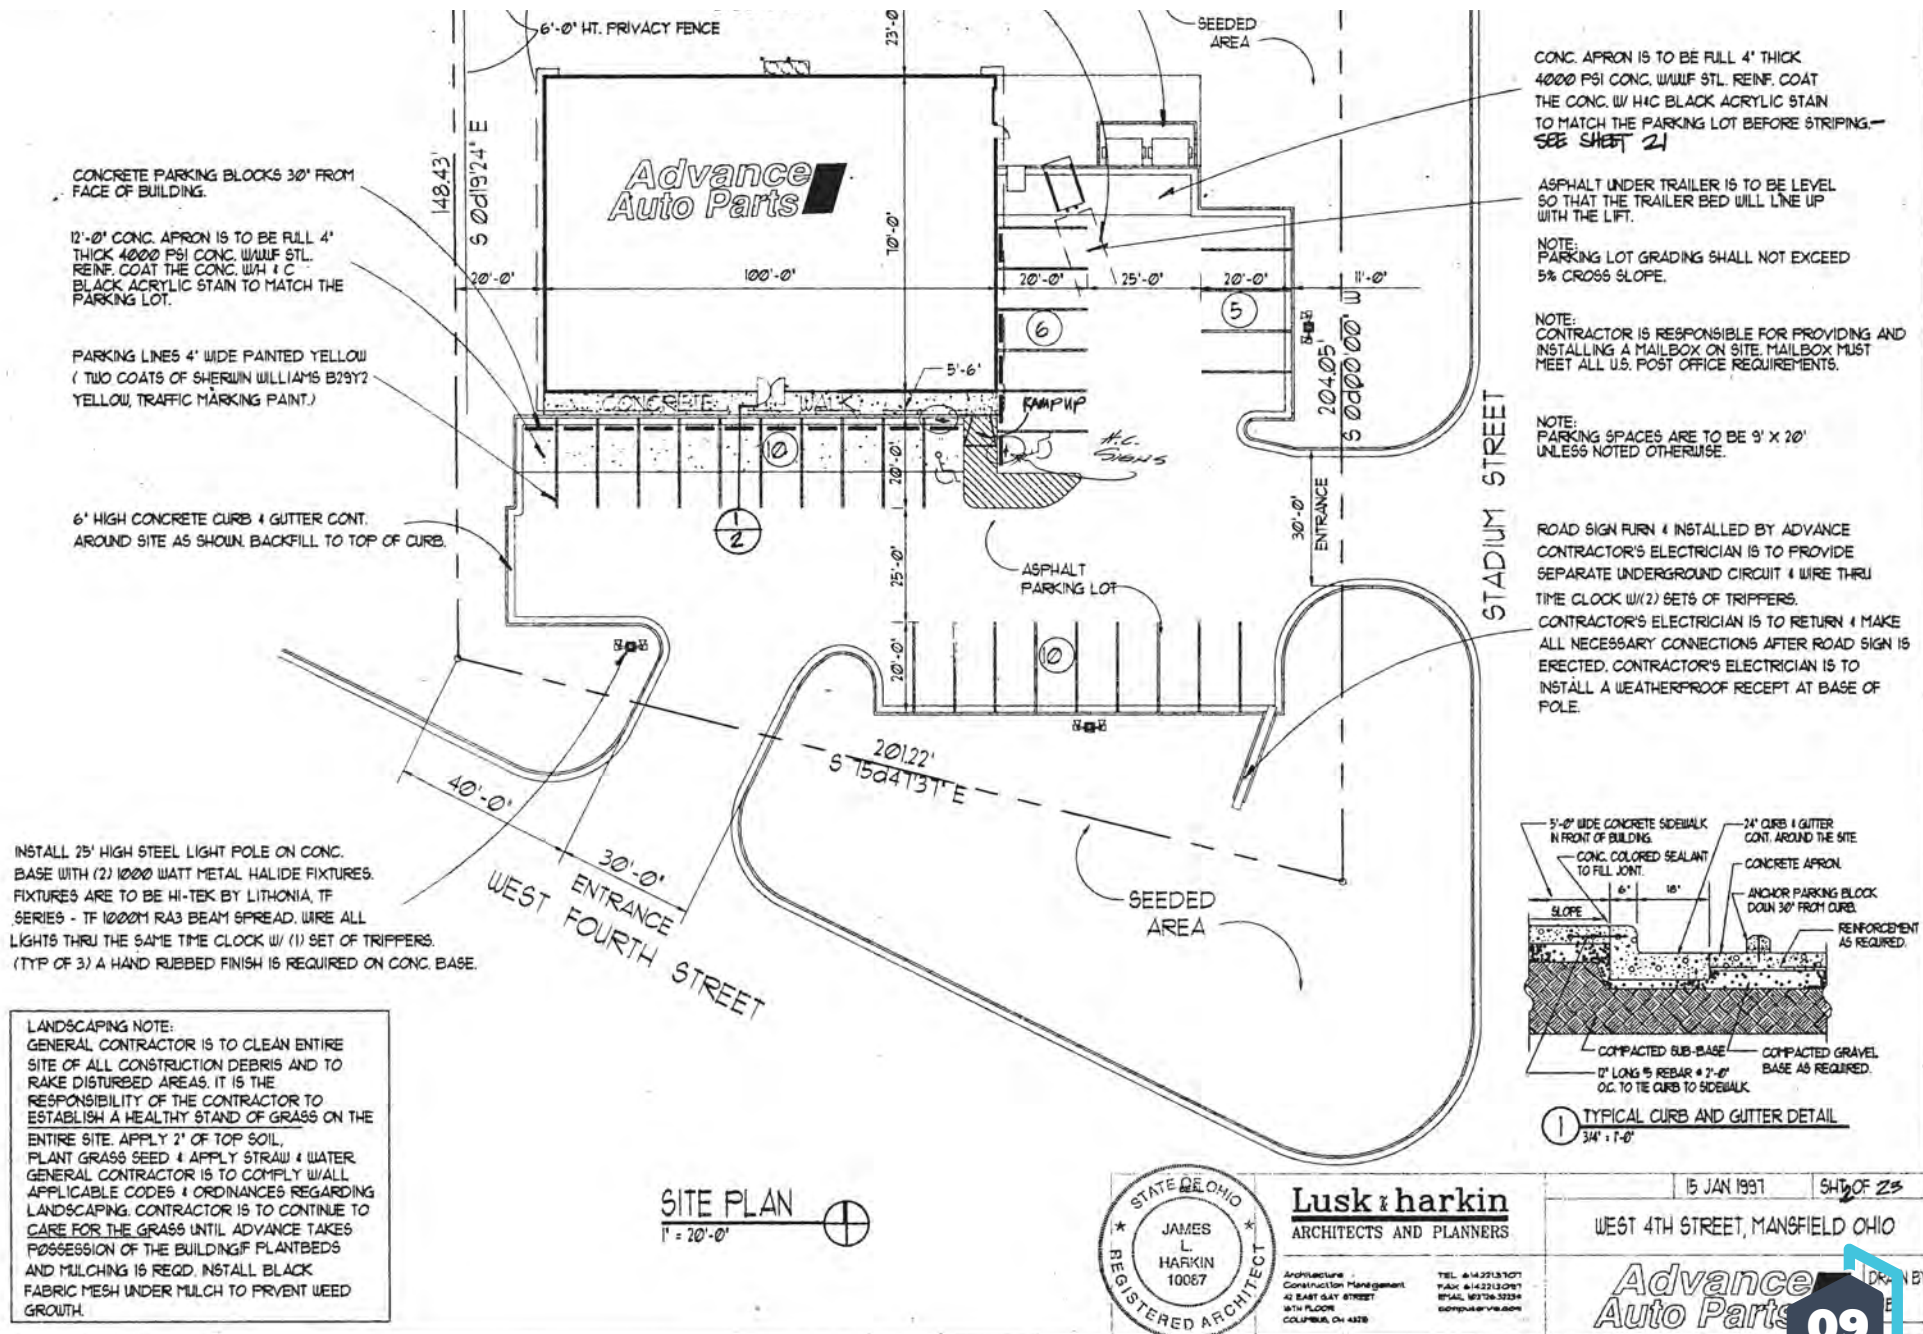 6'-0" HT. PRIVACY FENCE
23'-0
SEEDED
AREA
CONC. APRON IS TO BE FULL 4" THICK
4000 PSI CONC. W/WWF STL. REINF. COAT
THE CONC. W/ H&C BLACK ACRYLIC STAIN
TO MATCH THE PARKING LOT BEFORE STRIPING.—
SEE SHEET 21
ASPHALT UNDER TRAILER IS TO BE LEVEL
SO THAT THE TRAILER BED WILL LINE UP
WITH THE LIFT.
NOTE:
PARKING LOT GRADING SHALL NOT EXCEED
5% CROSS SLOPE.
NOTE:
CONTRACTOR IS RESPONSIBLE FOR PROVIDING AND
INSTALLING A MAILBOX ON SITE. MAILBOX MUST
MEET ALL U.S. POST OFFICE REQUIREMENTS.
NOTE:
PARKING SPACES ARE TO BE 9' X 20'
UNLESS NOTED OTHERWISE.
ROAD SIGN FURN & INSTALLED BY ADVANCE
CONTRACTOR'S ELECTRICIAN IS TO PROVIDE
SEPARATE UNDERGROUND CIRCUIT & WIRE THRU
TIME CLOCK W/(2) SETS OF TRIPPERS.
CONTRACTOR'S ELECTRICIAN IS TO RETURN & MAKE
ALL NECESSARY CONNECTIONS AFTER ROAD SIGN IS
ERECTED. CONTRACTOR'S ELECTRICIAN IS TO
INSTALL A WEATHERPROOF RECEPT AT BASE OF
POLE.
CONCRETE PARKING BLOCKS 30" FROM
FACE OF BUILDING.
12'-0" CONC. APRON IS TO BE FULL 4"
THICK 4000 PSI CONC. W/WWF STL.
REINF. COAT THE CONC. W/H & C
BLACK ACRYLIC STAIN TO MATCH THE
PARKING LOT.
PARKING LINES 4" WIDE PAINTED YELLOW
( TWO COATS OF SHERWIN WILLIAMS B29Y2
YELLOW, TRAFFIC MARKING PAINT.)
6" HIGH CONCRETE CURB & GUTTER CONT.
AROUND SITE AS SHOWN. BACKFILL TO TOP OF CURB.
148.43'
S 0d19'24" E
Advance
Auto Parts
70'-0"
20'-0"
100'-0"
20'-0"
25'-0"
20'-0"
11'-0"
6
5
204.05'
S 0d00'00" W
5'-6"
CONCRETE WALK
RAMP UP
H.C.
SIGNS
10
20'-0"
1
2
25'-0"
30'-0"
ENTRANCE
STADIUM STREET
ASPHALT
PARKING LOT
20'-0"
10
201.22'
S 75d41'37" E
40'-0"
30'-0"
ENTRANCE
WEST FOURTH STREET
SEEDED
AREA
INSTALL 25' HIGH STEEL LIGHT POLE ON CONC.
BASE WITH (2) 1000 WATT METAL HALIDE FIXTURES.
FIXTURES ARE TO BE HI-TEK BY LITHONIA, TF
SERIES - TF 1000M RA3 BEAM SPREAD. WIRE ALL
LIGHTS THRU THE SAME TIME CLOCK W/ (1) SET OF TRIPPERS.
(TYP OF 3) A HAND RUBBED FINISH IS REQUIRED ON CONC. BASE.
LANDSCAPING NOTE:
GENERAL CONTRACTOR IS TO CLEAN ENTIRE
SITE OF ALL CONSTRUCTION DEBRIS AND TO
RAKE DISTURBED AREAS. IT IS THE
RESPONSIBILITY OF THE CONTRACTOR TO
ESTABLISH A HEALTHY STAND OF GRASS ON THE
ENTIRE SITE. APPLY 2" OF TOP SOIL,
PLANT GRASS SEED & APPLY STRAW & WATER
GENERAL CONTRACTOR IS TO COMPLY W/ALL
APPLICABLE CODES & ORDINANCES REGARDING
LANDSCAPING. CONTRACTOR IS TO CONTINUE TO
CARE FOR THE GRASS UNTIL ADVANCE TAKES
POSSESSION OF THE BUILDING.IF PLANTBEDS
AND MULCHING IS REQD. INSTALL BLACK
FABRIC MESH UNDER MULCH TO PRVENT WEED
GROWTH.
5'-0" WIDE CONCRETE SIDEWALK
IN FRONT OF BUILDING.
CONC. COLORED SEALANT
TO FILL JOINT.
24" CURB & GUTTER
CONT. AROUND THE SITE
CONCRETE APRON.
ANCHOR PARKING BLOCK
DOWN 30" FROM CURB.
REINFORCEMENT
AS REQUIRED.
6"
18"
SLOPE
COMPACTED SUB-BASE
COMPACTED GRAVEL
BASE AS REQUIRED.
12" LONG #5 REBAR @ 2'-0"
O.C. TO TIE CURB TO SIDEWALK
1
TYPICAL CURB AND GUTTER DETAIL
3/4" = 1'-0"
SITE PLAN
1" = 20'-0"
STATE OF OHIO
JAMES
L.
HARKIN
10087
REGISTERED ARCHITECT
Lusk & harkin
ARCHITECTS AND PLANNERS
Architecture
Construction Management
42 EAST GAY STREET
COLUMBUS, OH
15 JAN 1997
SHT 2 OF 23
WEST 4TH STREET, MANSFIELD OHIO
Advance
Auto Parts
09